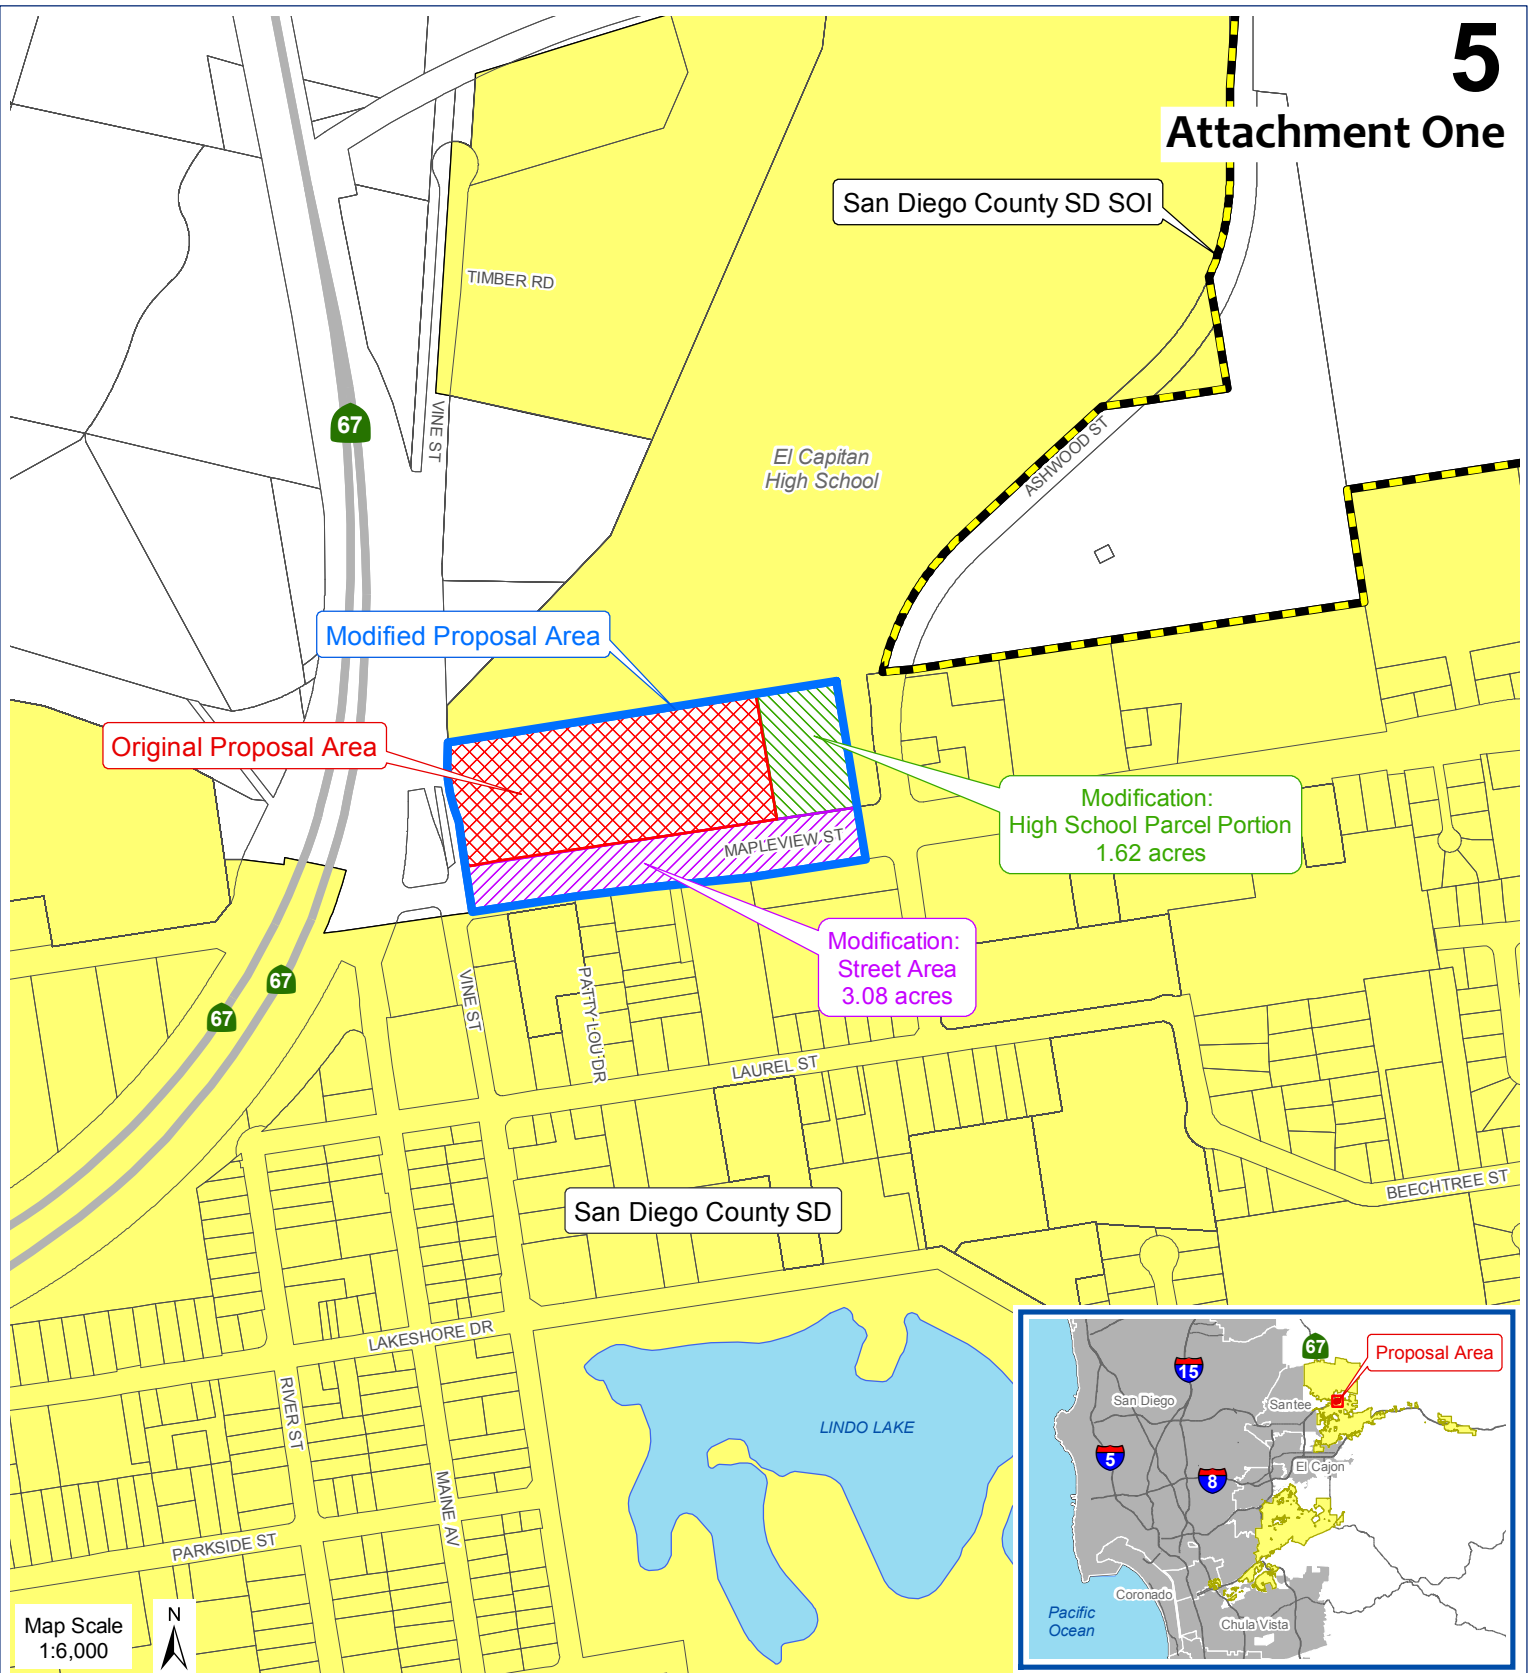 5
Attachment One
San Diego County SD SOI
TIMBER RD
67
VINE ST
El Capitan
High School
ASHWOOD ST
Modified Proposal Area
Original Proposal Area
Modification:
High School Parcel Portion
1.62 acres
MAPLEVIEW ST
Modification:
Street Area
3.08 acres
67
67
VINE ST
PATTY LOU DR
LAUREL ST
BEECHTREE ST
San Diego County SD
LAKESHORE DR
RIVER ST
MAINE AV
LINDO LAKE
PARKSIDE ST
Map Scale
1:6,000
N
67
Proposal Area
15
San Diego
Santee
5
8
El Cajon
Coronado
Chula Vista
Pacific
Ocean